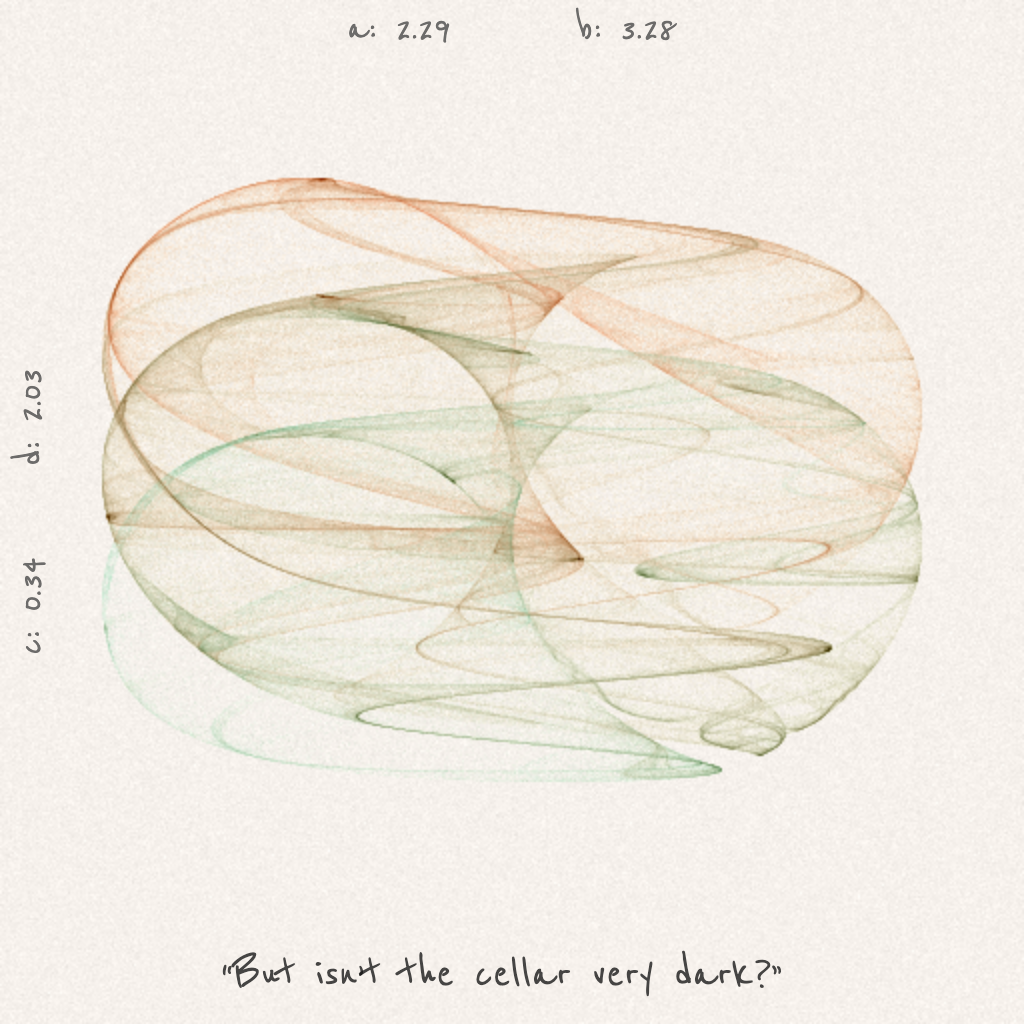 a: 2.29 b: 3.28
d: 2.03
c: 0.34
"But isn't the cellar very dark?"